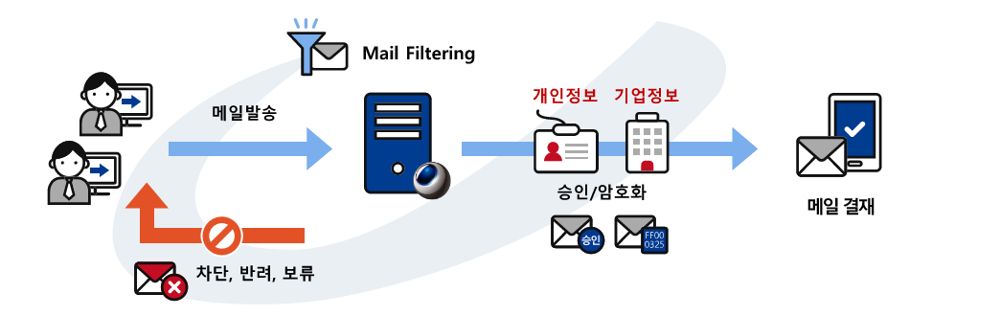 Mail Filtering
메일발송
개인정보
기업정보
승인/암호화
승인
FF00
0325
메일 결재
차단, 반려, 보류